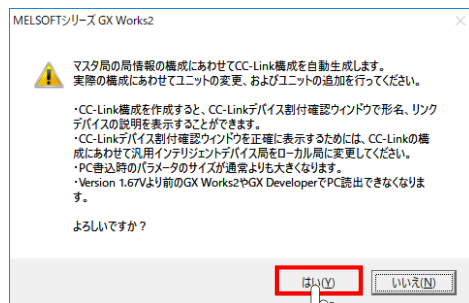 MELSOFTシリーズ GX Works2
マスタ局の局情報の構成にあわせてCC-Link構成を自動生成します。
実際の構成にあわせてユニットの変更、およびユニットの追加を行ってください。
・CC-Link構成を作成すると、CC-Linkデバイス割付確認ウィンドウで形名、リンク
デバイスの説明を表示することができます。
・CC-Linkデバイス割付確認ウィンドウを正確に表示するためには、CC-Linkの構
成にあわせて汎用インテリジェントデバイス局をローカル局に変更してください。
・PC書込時のパラメータのサイズが通常よりも大きくなります。
・Version 1.67Vより前のGX Works2やGX DeveloperでPC読出できなくなりま
す。
よろしいですか？
はい(Y)
いいえ(N)